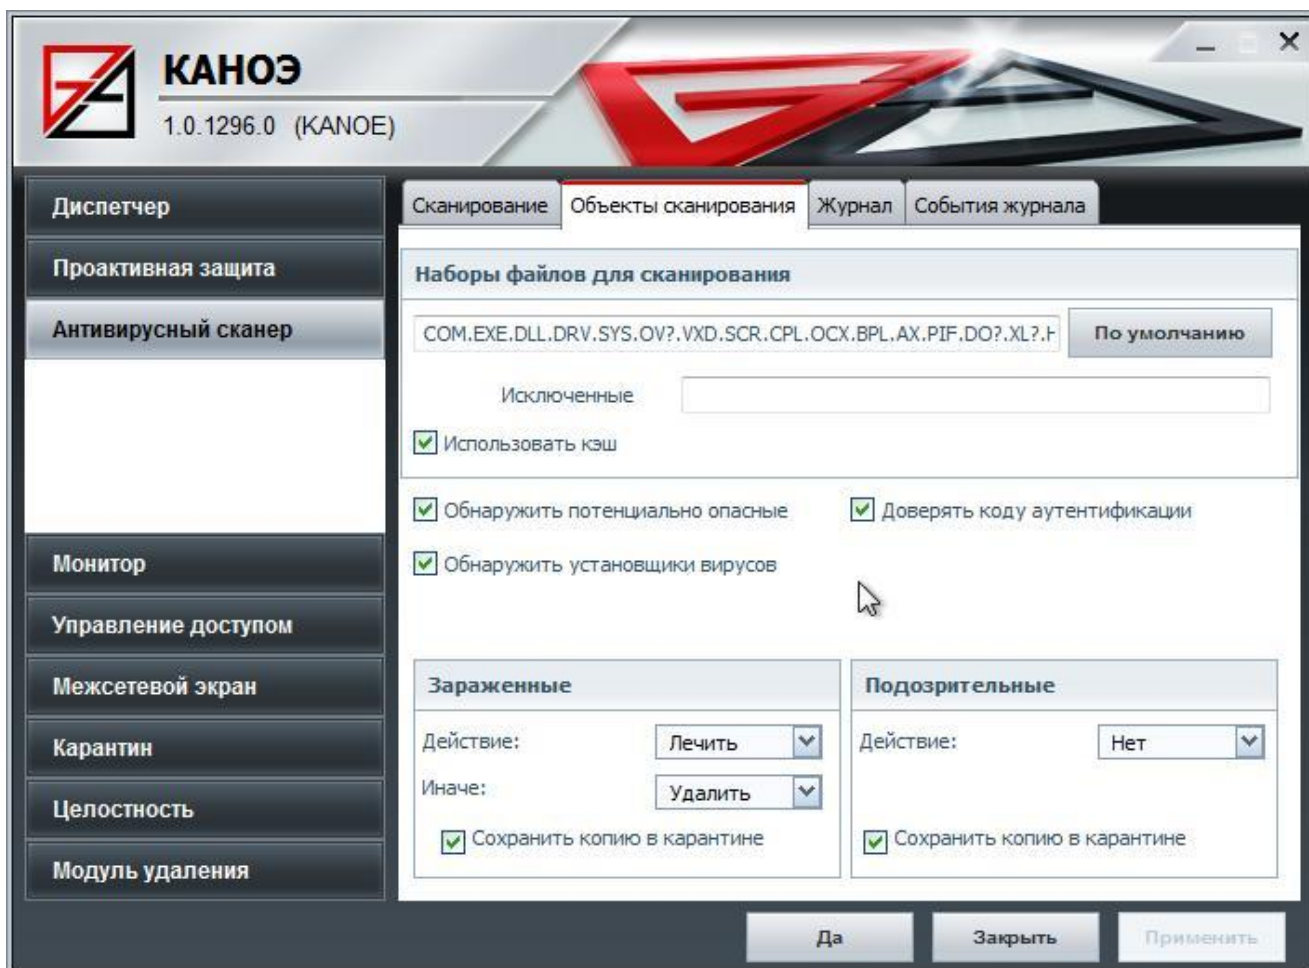 КАНОЭ
1.0.1296.0 (KANOE)
Диспетчер
Проактивная защита
Антивирусный сканер
Монитор
Управление доступом
Межсетевой экран
Карантин
Целостность
Модуль удаления
Сканирование Объекты сканирования Журнал События журнала
Наборы файлов для сканирования
COM.EXE.DLL.DRV.SYS.OV?.VXD.SCR.CPL.OCX.BPL.AX.PIF.DO?.XL?.H По умолчанию
Исключенные
Использовать кэш
Обнаружить потенциально опасные Доверять коду аутентификации
Обнаружить установщики вирусов
Зараженные
Действие: Лечить
Иначе: Удалить
Сохранить копию в карантине
Подозрительные
Действие: Нет
Сохранить копию в карантине
Да Закрыть Применить